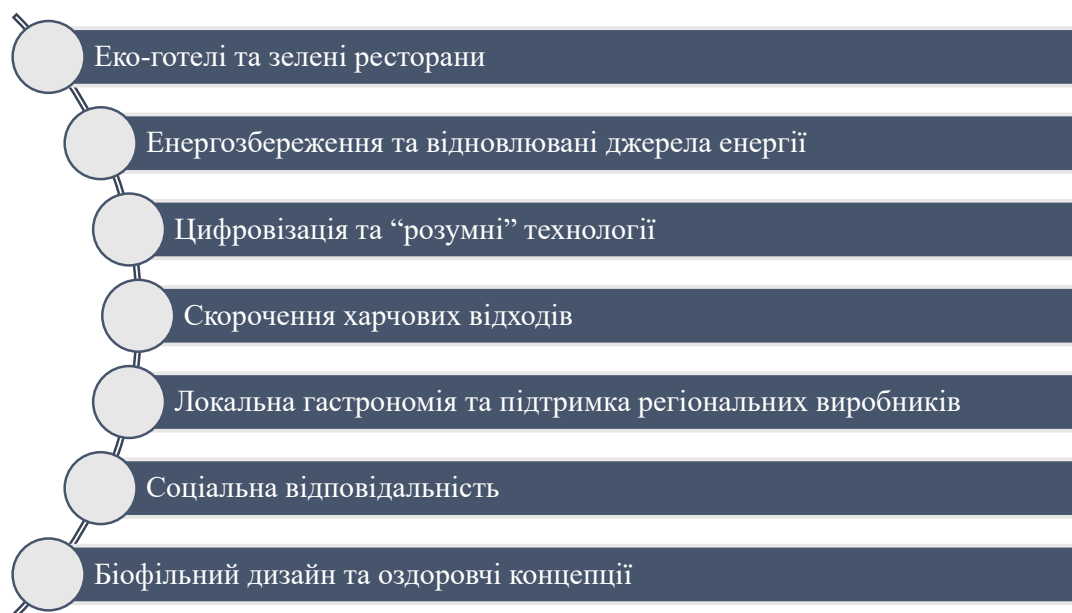 Еко-готелі та зелені ресторани
Енергозбереження та відновлювані джерела енергії
Цифровізація та “розумні” технології
Скорочення харчових відходів
Локальна гастрономія та підтримка регіональних виробників
Соціальна відповідальність
Біофільний дизайн та оздоровчі концепції